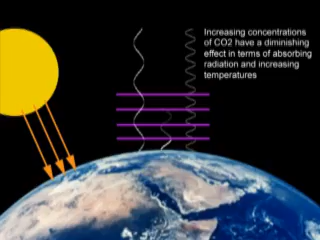 Increasing concentrations
of CO2 have a diminishing
effect in terms of absorbing
radiation and increasing
temperatures